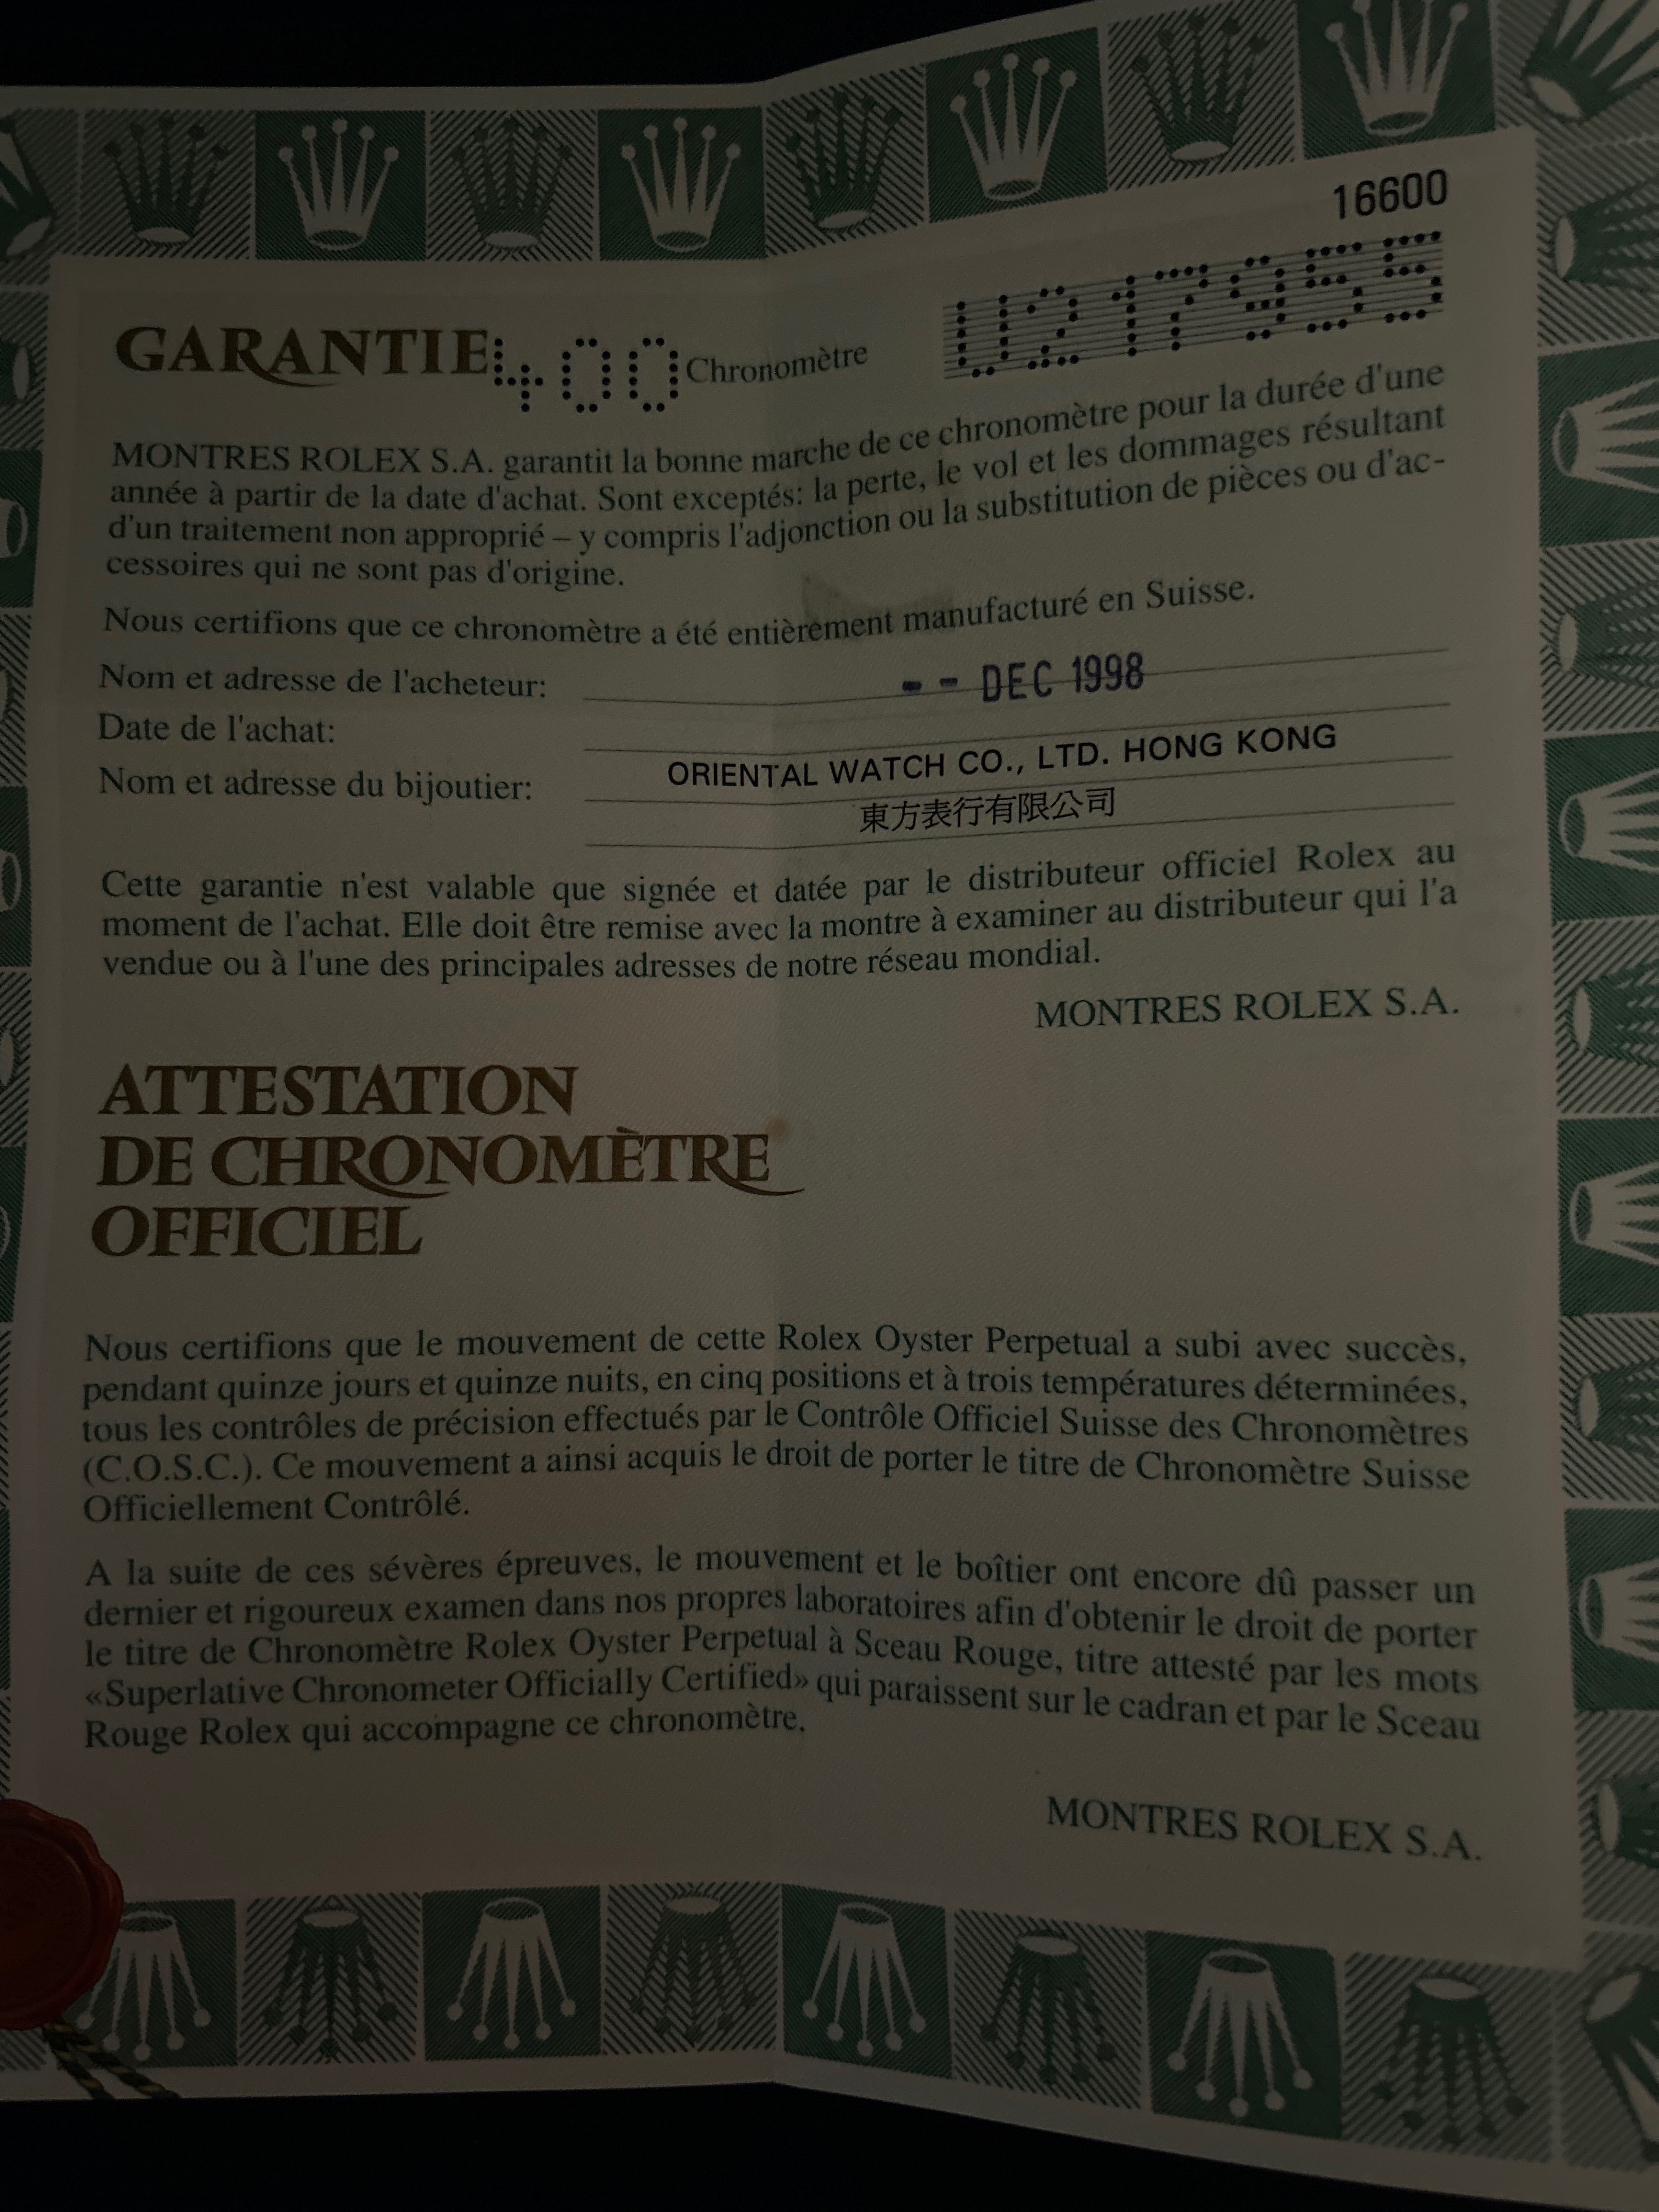 16600
U217955
GARANTIE 400 Chronomètre
MONTRES ROLEX S.A. garantit la bonne marche de ce chronomètre pour la durée d'une
année à partir de la date d'achat. Sont exceptés: la perte, le vol et les dommages résultant
d'un traitement non approprié – y compris l'adjonction ou la substitution de pièces ou d'ac-
cessoires qui ne sont pas d'origine.
Nous certifions que ce chronomètre a été entièrement manufacturé en Suisse.
Nom et adresse de l'acheteur:
-- DEC 1998
Date de l'achat:
Nom et adresse du bijoutier: ORIENTAL WATCH CO., LTD. HONG KONG
東方表行有限公司
Cette garantie n'est valable que signée et datée par le distributeur officiel Rolex au
moment de l'achat. Elle doit être remise avec la montre à examiner au distributeur qui l'a
vendue ou à l'une des principales adresses de notre réseau mondial.
MONTRES ROLEX S.A.
ATTESTATION
DE CHRONOMÈTRE
OFFICIEL
Nous certifions que le mouvement de cette Rolex Oyster Perpetual a subi avec succès,
pendant quinze jours et quinze nuits, en cinq positions et à trois températures déterminées,
tous les contrôles de précision effectués par le Contrôle Officiel Suisse des Chronomètres
(C.O.S.C.). Ce mouvement a ainsi acquis le droit de porter le titre de Chronomètre Suisse
Officiellement Contrôlé.
A la suite de ces sévères épreuves, le mouvement et le boîtier ont encore dû passer un
dernier et rigoureux examen dans nos propres laboratoires afin d'obtenir le droit de porter
le titre de Chronomètre Rolex Oyster Perpetual à Sceau Rouge, titre attesté par les mots
«Superlative Chronometer Officially Certified» qui paraissent sur le cadran et par le Sceau
Rouge Rolex qui accompagne ce chronomètre.
MONTRES ROLEX S.A.